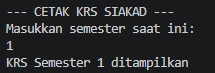 --- CETAK KRS SIAKAD ---
Masukkan semester saat ini:
1
KRS Semester 1 ditampilkan